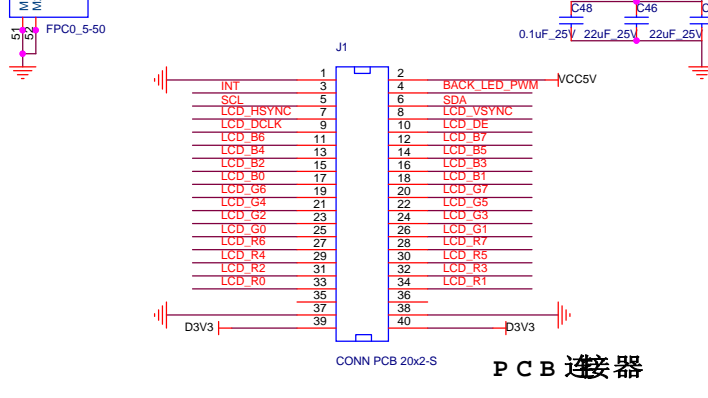 51
52
M
M
FPC0_5-50
C48
C46
C
0.1uF_25V
22uF_25V
22uF_25V
J1
1
2
VCC5V
INT
3
4
BACK_LED_PWM
SCL
5
6
SDA
LCD_HSYNC
7
8
LCD_VSYNC
LCD_DCLK
9
10
LCD_DE
LCD_B6
11
12
LCD_B7
LCD_B4
13
14
LCD_B5
LCD_B2
15
16
LCD_B3
LCD_B0
17
18
LCD_B1
LCD_G6
19
20
LCD_G7
LCD_G4
21
22
LCD_G5
LCD_G2
23
24
LCD_G3
LCD_G0
25
26
LCD_G1
LCD_R6
27
28
LCD_R7
LCD_R4
29
30
LCD_R5
LCD_R2
31
32
LCD_R3
LCD_R0
33
34
LCD_R1
35
36
37
38
D3V3
39
40
D3V3
CONN PCB 20x2-S
PCB连接器